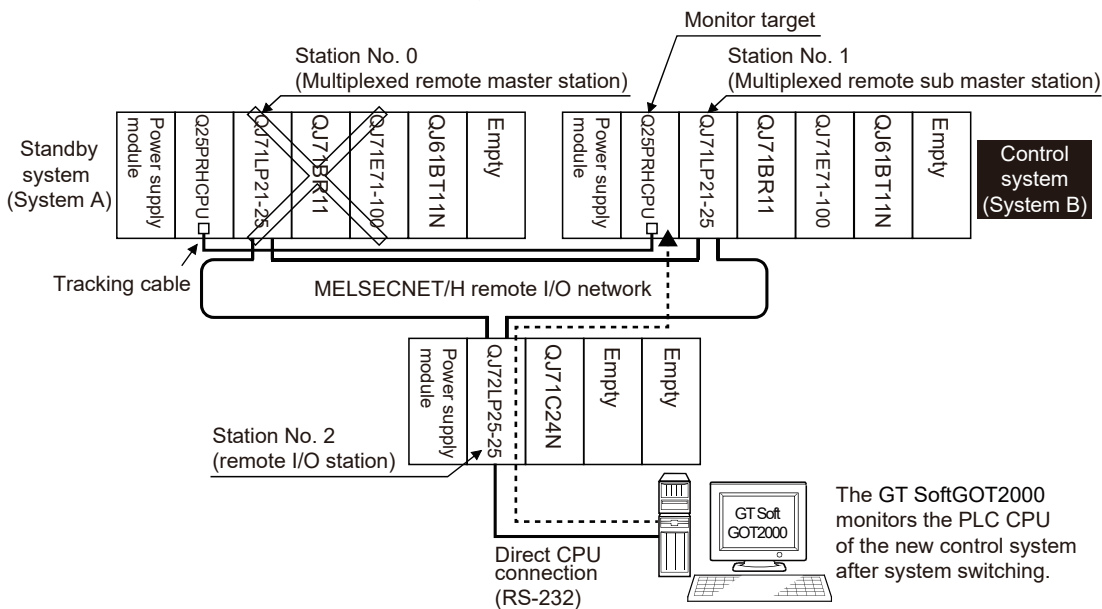 Monitor target
Station No. 0
(Multiplexed remote master station)
Station No. 1
(Multiplexed remote sub master station)
Standby
system
(System A)
Power supply
module
Q25PRHCPU
QJ71LP21-25
QJ71BR11
QJ71E71-100
QJ61BT11N
Empty
Power supply
module
Q25PRHCPU
QJ71LP21-25
QJ71BR11
QJ71E71-100
QJ61BT11N
Empty
Control
system
(System B)
Tracking cable
MELSECNET/H remote I/O network
Power supply
module
QJ72LP25-25
QJ71C24N
Empty
Empty
Station No. 2
(remote I/O station)
Direct CPU
connection
(RS-232)
GT Soft
GOT2000
The GT SoftGOT2000
monitors the PLC CPU
of the new control system
after system switching.